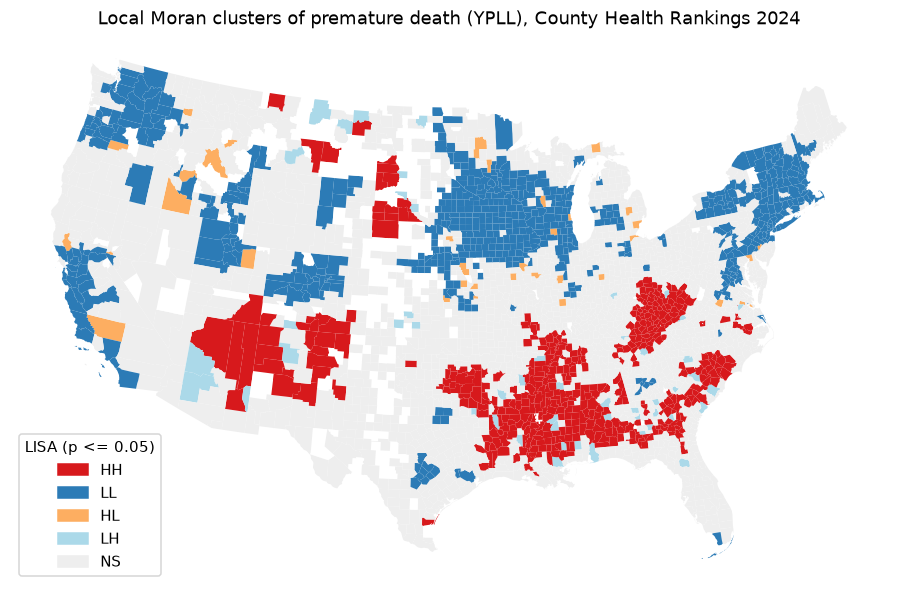 Local Moran clusters of premature death (YPLL), County Health Rankings 2024
LISA (p <= 0.05)
HH
LL
HL
LH
NS